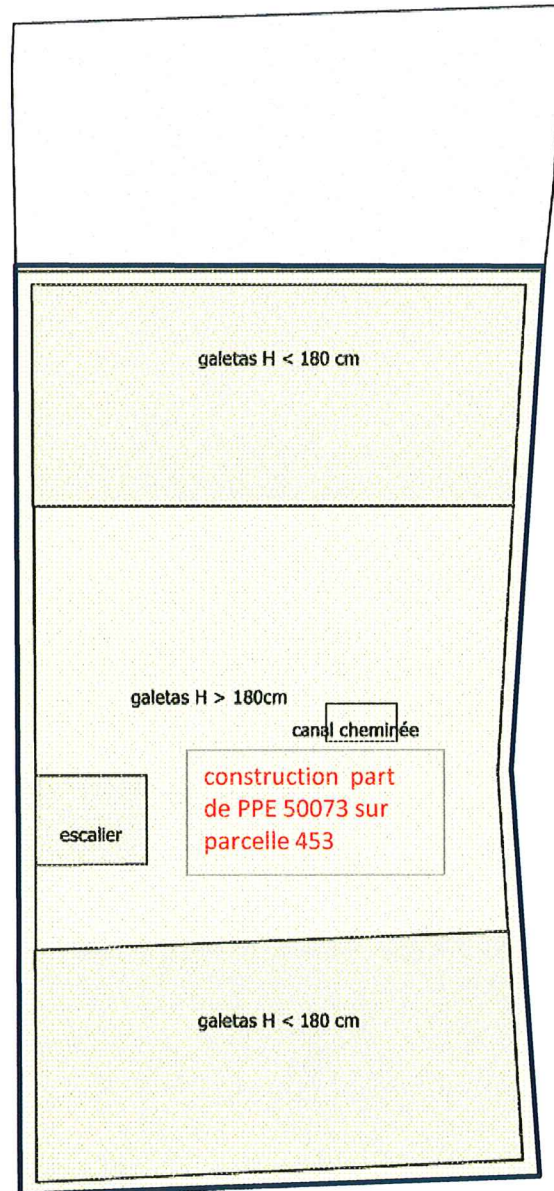 galetas H < 180 cm
galetas H > 180cm
canal cheminée
construction part
de PPE 50073 sur
parcelle 453
escalier
galetas H < 180 cm